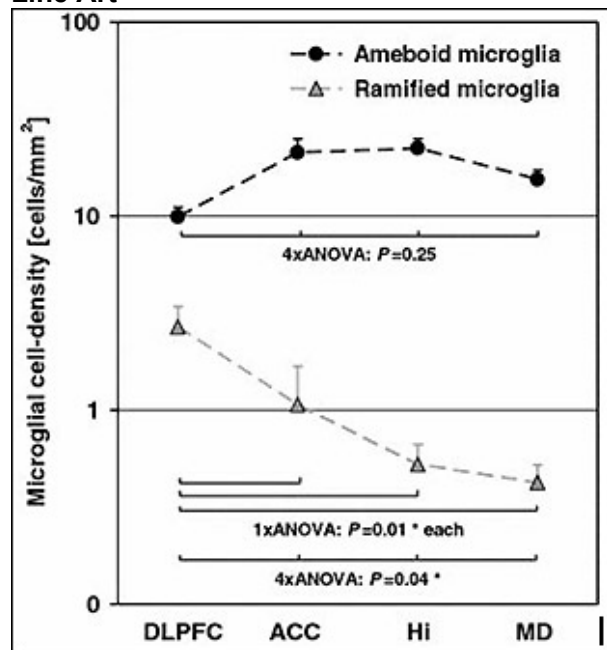 100
Ameboid microglia
Ramified microglia
Microglial cell-density [cells/mm²]
10
4xANOVA: P=0.25
1
1xANOVA: P=0.01 * each
4xANOVA: P=0.04 *
0
DLPFC ACC Hi MD